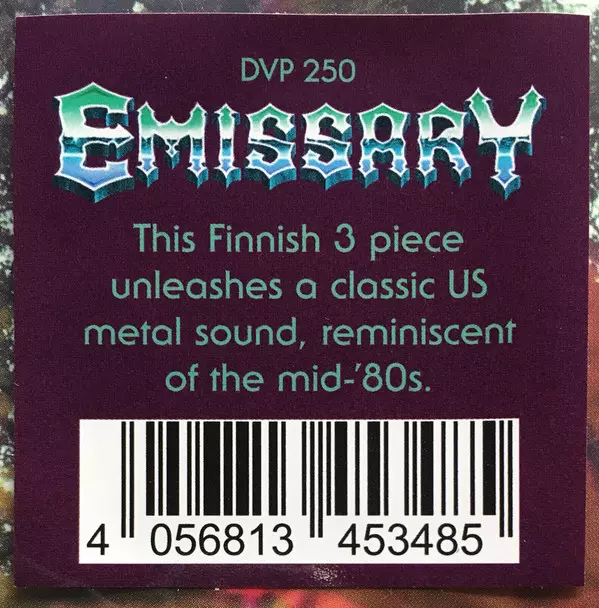 DVP 250
EMISSARY
This Finnish 3 piece
unleashes a classic US
metal sound, reminiscent
of the mid-'80s.
4 056813 453485